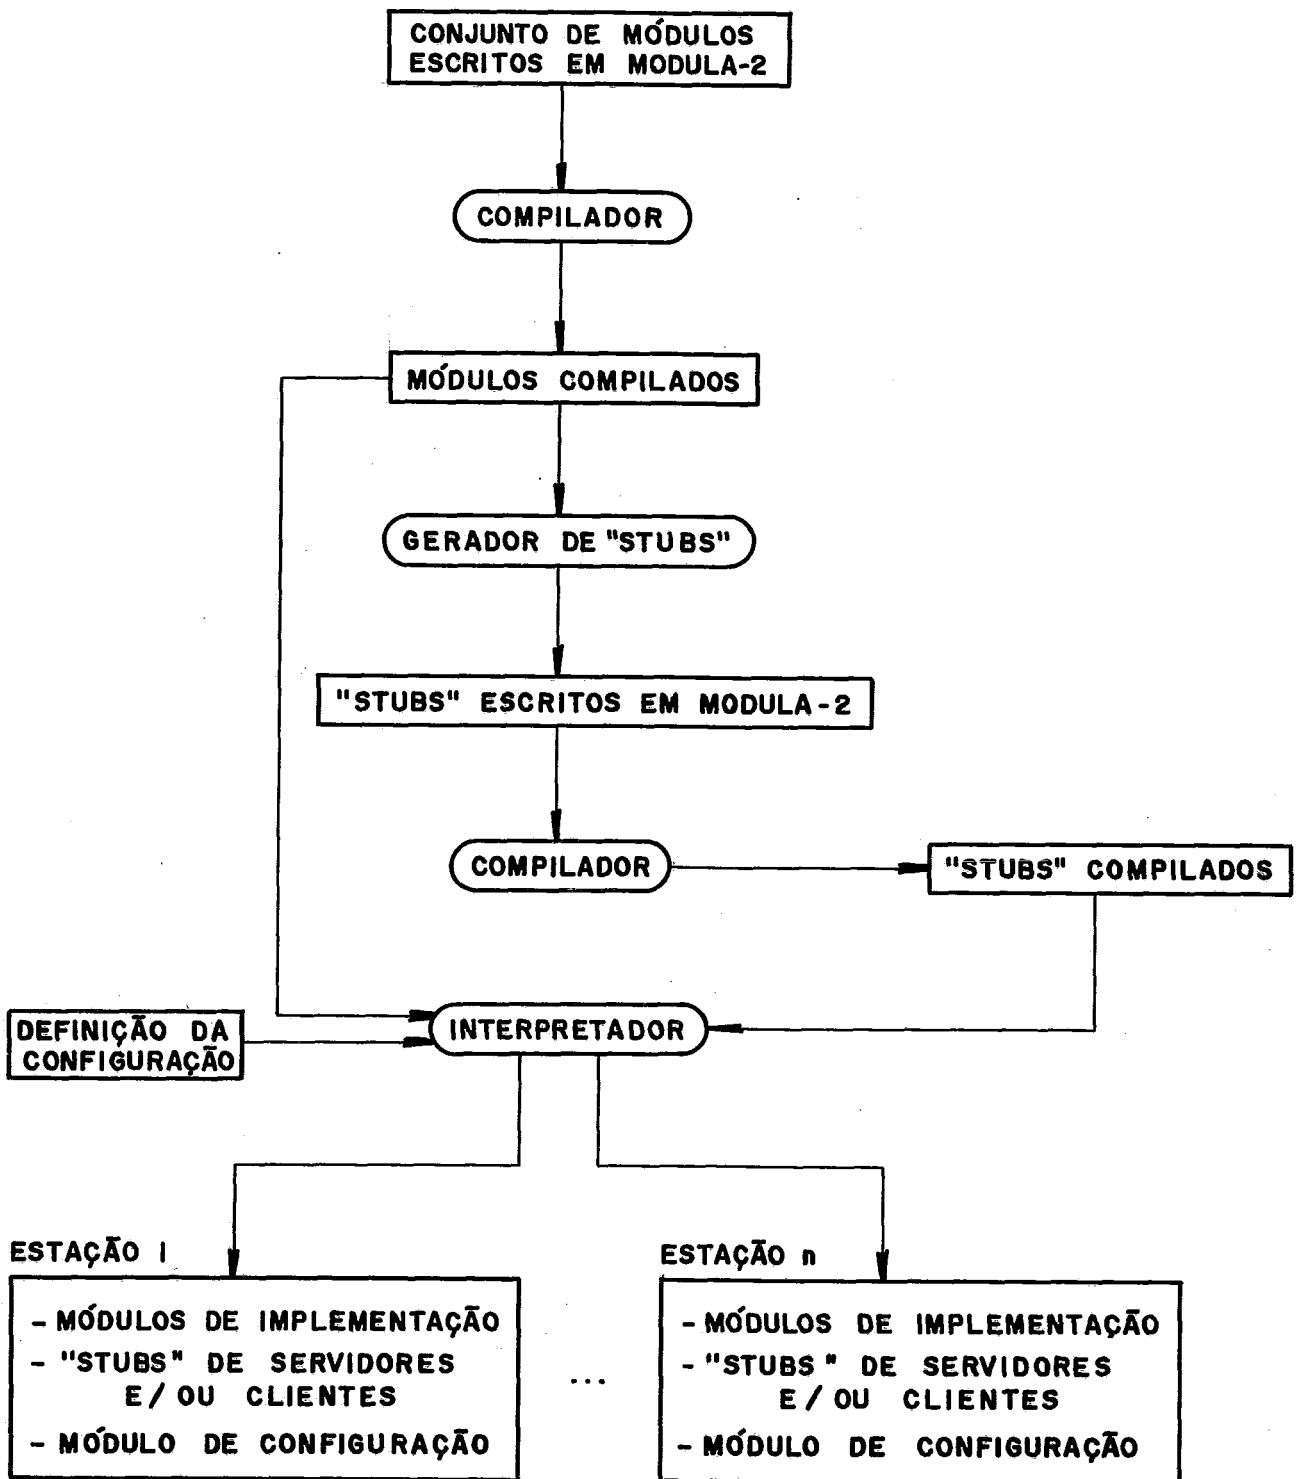 CONJUNTO DE MÓDULOS
ESCRITOS EM MODULA-2
COMPILADOR
MÓDULOS COMPILADOS
GERADOR DE "STUBS"
"STUBS" ESCRITOS EM MODULA-2
COMPILADOR
"STUBS" COMPILADOS
DEFINIÇÃO DA
CONFIGURAÇÃO
INTERPRETADOR
ESTAÇÃO 1
- MÓDULOS DE IMPLEMENTAÇÃO
- "STUBS" DE SERVIDORES
E/OU CLIENTES
- MÓDULO DE CONFIGURAÇÃO
...
ESTAÇÃO n
- MÓDULOS DE IMPLEMENTAÇÃO
- "STUBS" DE SERVIDORES
E/OU CLIENTES
- MÓDULO DE CONFIGURAÇÃO